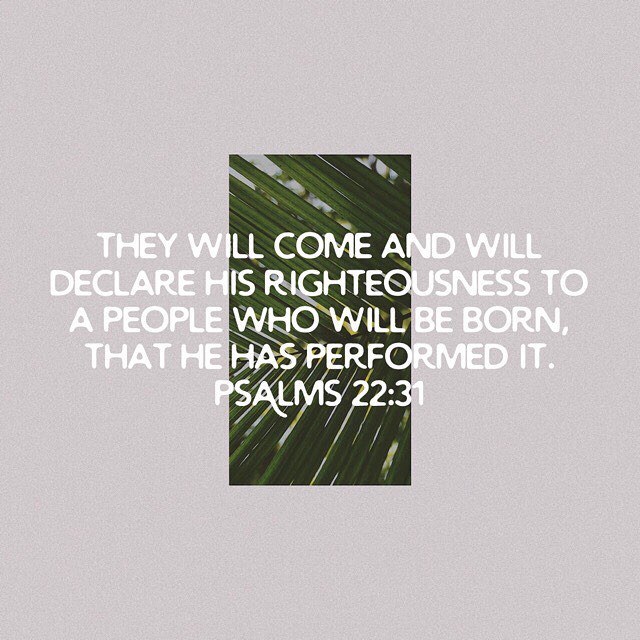 THEY WILL COME AND WILL
DECLARE HIS RIGHTEOUSNESS TO
A PEOPLE WHO WILL BE BORN,
THAT HE HAS PERFORMED IT.
PSALMS 22:31